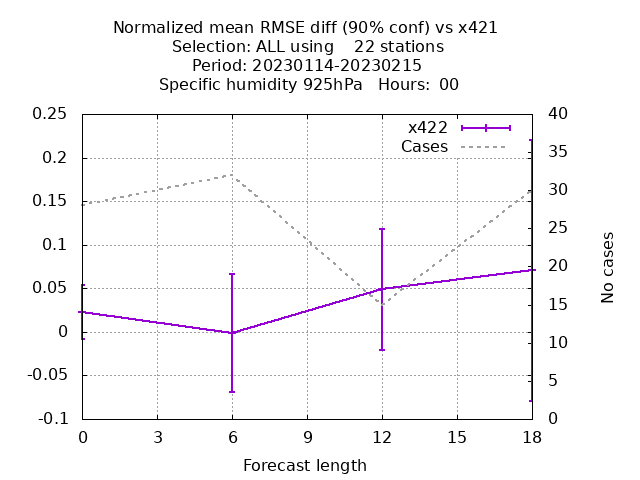 Normalized mean RMSE diff (90% conf) vs x421
Selection: ALL using    22 stations
Period: 20230114-20230215
Specific humidity 925hPa   Hours:  00
0.25
0.2
0.15
0.1
0.05
0
-0.05
-0.1
x422
Cases
40
35
30
25
20
15
10
5
0
No cases
0 3 6 9 12 15 18
Forecast length